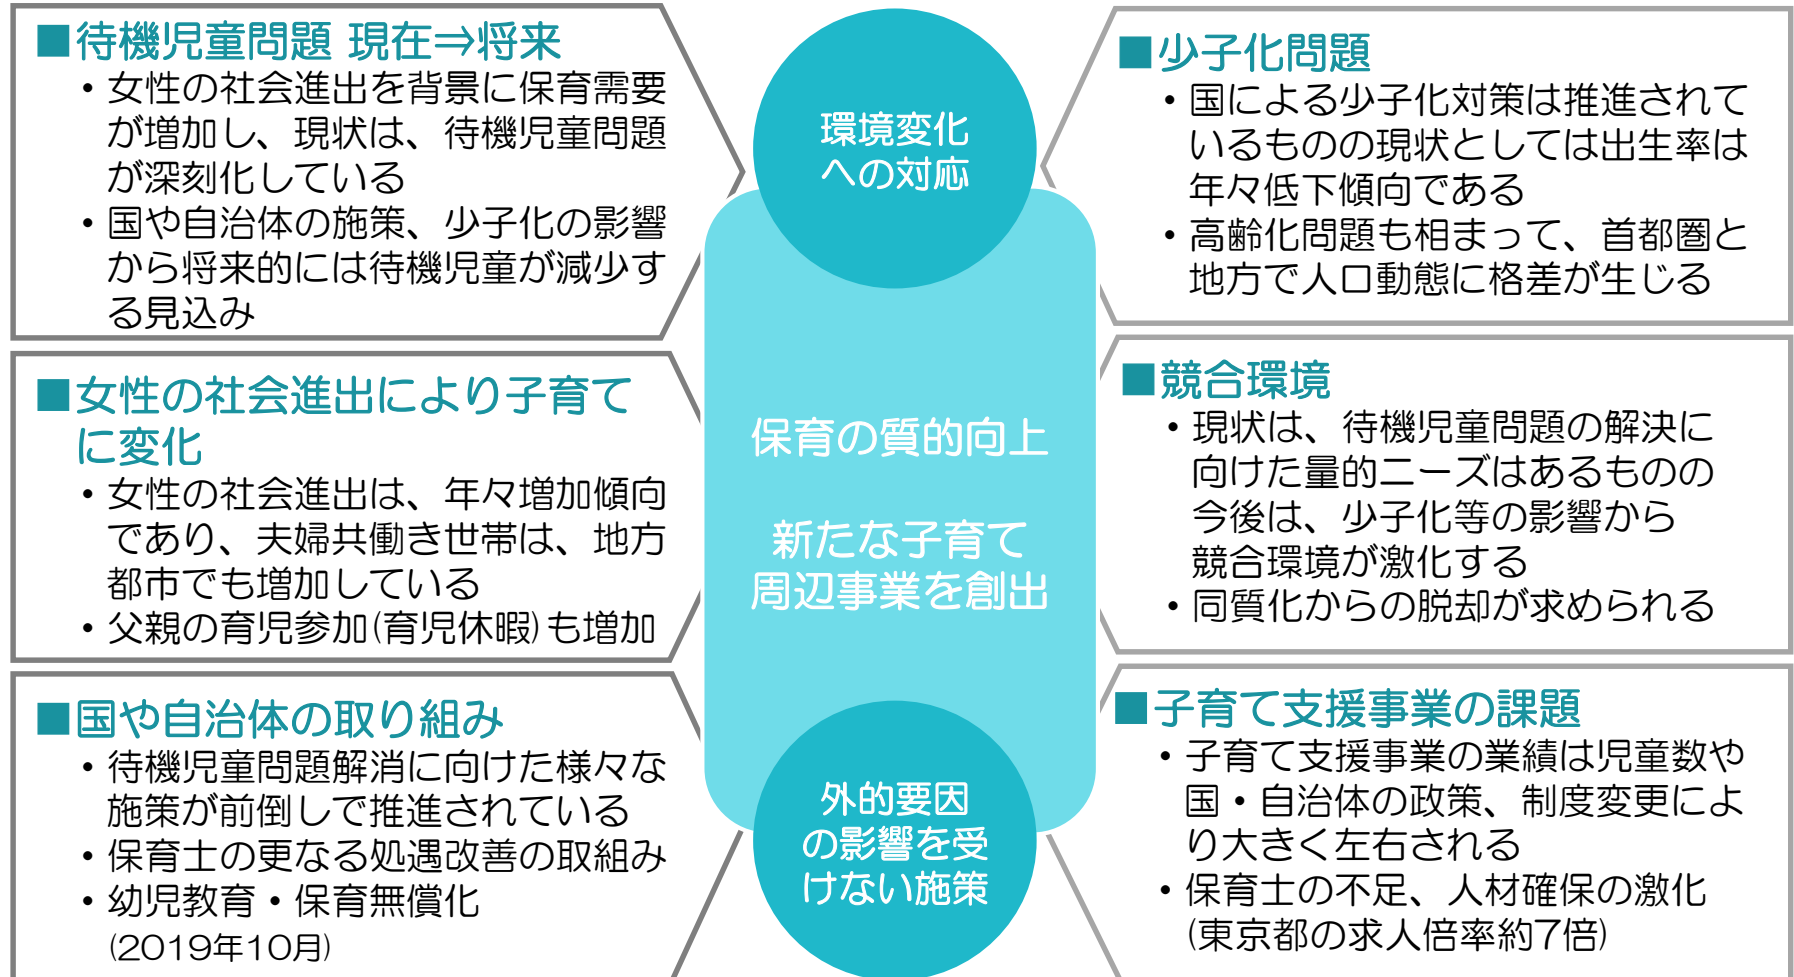 ■待機児童問題 現在⇒将来
・女性の社会進出を背景に保育需要
が増加し、現状は、待機児童問題
が深刻化している
・国や自治体の施策、少子化の影響
から将来的には待機児童が減少す
る見込み
■女性の社会進出により子育て
に変化
・女性の社会進出は、年々増加傾向
であり、夫婦共働き世帯は、地方
都市でも増加している
・父親の育児参加(育児休暇)も増加
■国や自治体の取り組み
・待機児童問題解消に向けた様々な
施策が前倒しで推進されている
・保育士の更なる処遇改善の取組み
・幼児教育・保育無償化
(2019年10月)
環境変化
への対応
保育の質的向上
新たな子育て
周辺事業を創出
外的要因
の影響を受
けない施策
■少子化問題
・国による少子化対策は推進されて
いるものの現状としては出生率は
年々低下傾向である
・高齢化問題も相まって、首都圏と
地方で人口動態に格差が生じる
■競合環境
・現状は、待機児童問題の解決に
向けた量的ニーズはあるものの
今後は、少子化等の影響から
競合環境が激化する
・同質化からの脱却が求められる
■子育て支援事業の課題
・子育て支援事業の業績は児童数や
国・自治体の政策、制度変更によ
り大きく左右される
・保育士の不足、人材確保の激化
(東京都の求人倍率約7倍)